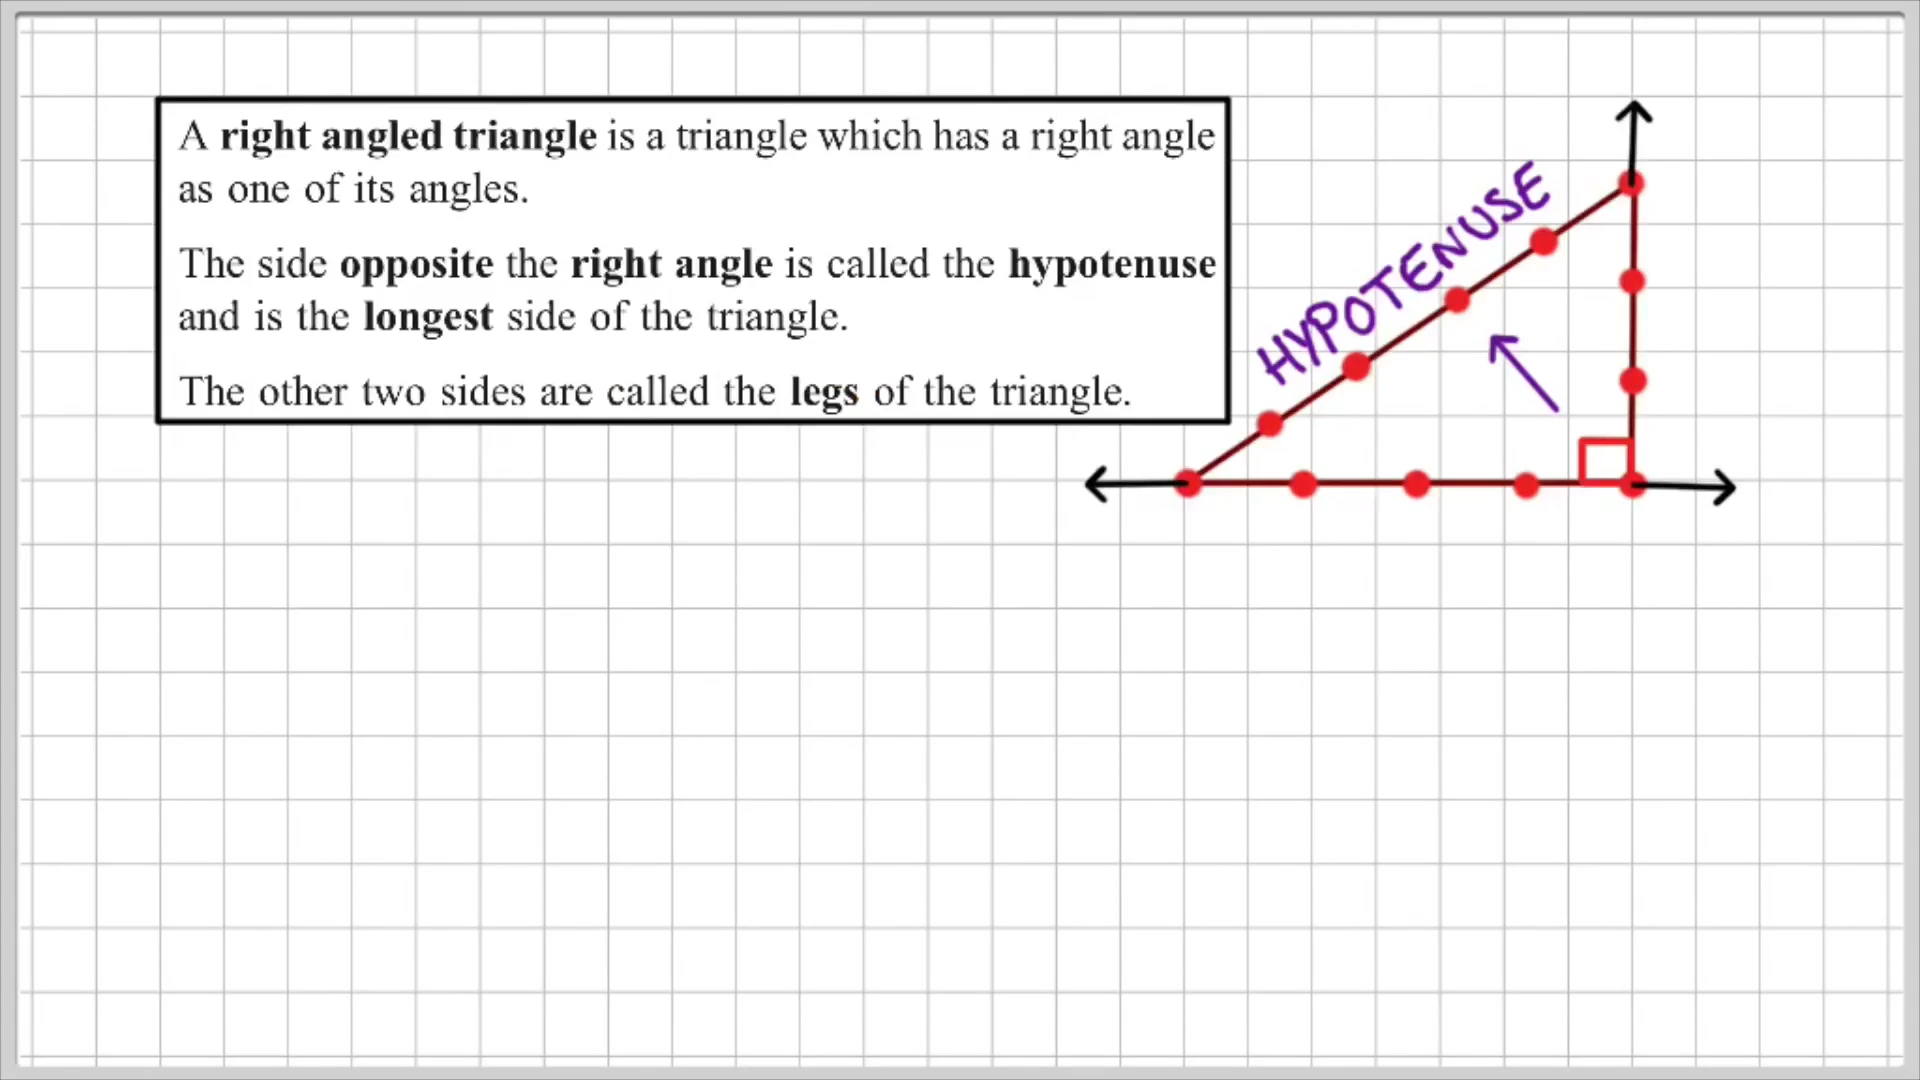 A right angled triangle is a triangle which has a right angle
as one of its angles.
The side opposite the right angle is called the hypotenuse
and is the longest side of the triangle.
The other two sides are called the legs of the triangle.
HYPOTENUSE